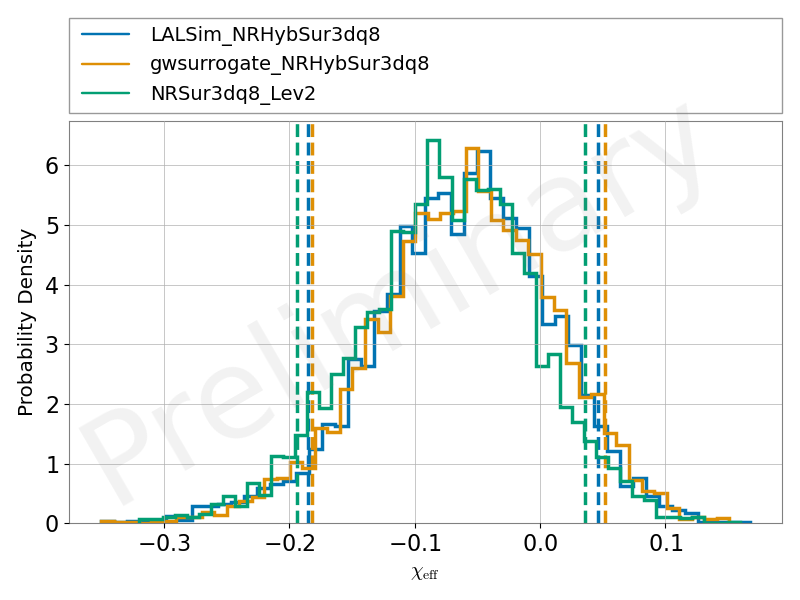 LALSim_NRHybSur3dq8
gwsurrogate_NRHybSur3dq8
NRSur3dq8_Lev2
Preliminary
Probability Density
6
5
4
3
2
1
0
−0.3 −0.2 −0.1 0.0 0.1
χeff